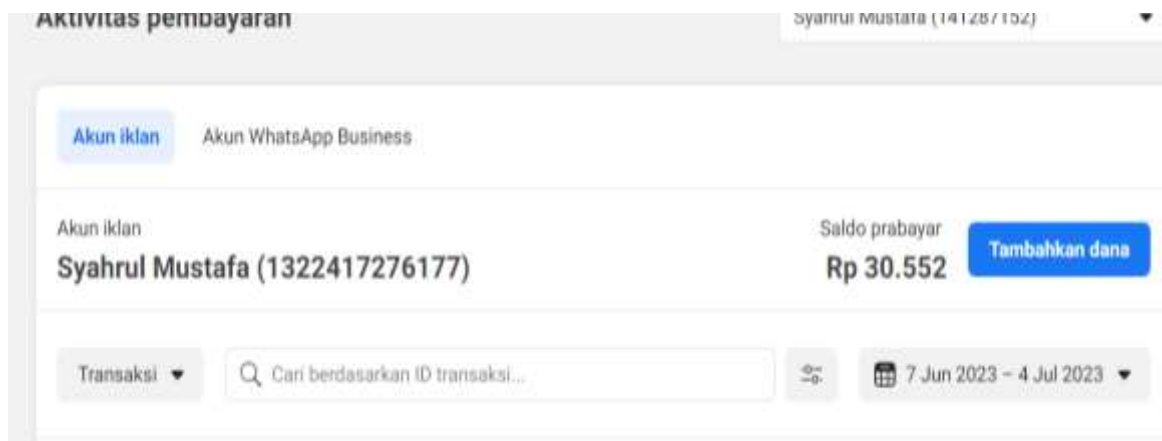 Aktivitas pembayaran
Syahrul Mustafa (141287152)
Akun iklan
Akun WhatsApp Business
Akun iklan
Syahrul Mustafa (1322417276177)
Saldo prabayar
Rp 30.552
Tambahkan dana
Transaksi
Cari berdasarkan ID transaksi...
7 Jun 2023 – 4 Jul 2023